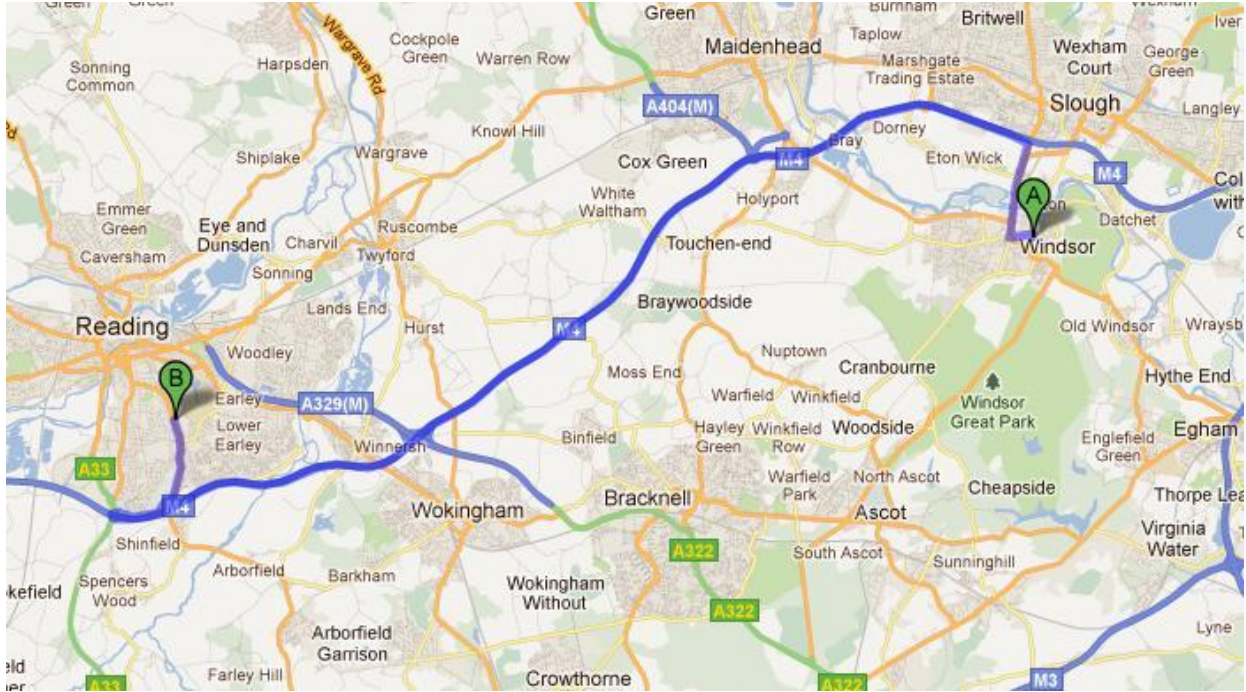 Green
Green
Sonning
Common
Harpsden
Wargrave Rd
Cockpole
Green
Warren Row
Green
Maidenhead
Burnham
Taplow
Britwell
Marshgate
Trading Estate
Wexham
Court
Wexham
Iver
George
Green
Slough
Langley
A404(M)
Knowl Hill
Shiplake
Wargrave
Cox Green
M4
Bray
Dorney
Eton Wick
M4
White
Waltham
Holyport
A
Datchet
Windsor
Emmer
Green
Caversham
Eye and
Dunsden
Charvil
Sonning
Ruscombe
Twyford
Touchen-end
Lands End
Braywoodside
Old Windsor
Reading
Woodley
Hurst
M4
Nuptown
Cranbourne
Moss End
Windsor
Great Park
Hythe End
B
Earley
A329(M)
Warfield
Winkfield
Lower
Earley
Winnersh
Binfield
Hayley
Green
Winkfield
Row
Woodside
Englefield
Green
Egham
A33
M4
Wokingham
Bracknell
Warfield
Park
North Ascot
Cheapside
Ascot
Thorpe Lea
Virginia
Water
Shinfield
A322
South Ascot
Sunninghill
Spencers
Wood
Arborfield
Barkham
Wokingham
Without
A322
Arborfield
Garrison
Lyne
Farley Hill
Crowthorne
A33
A322
M3